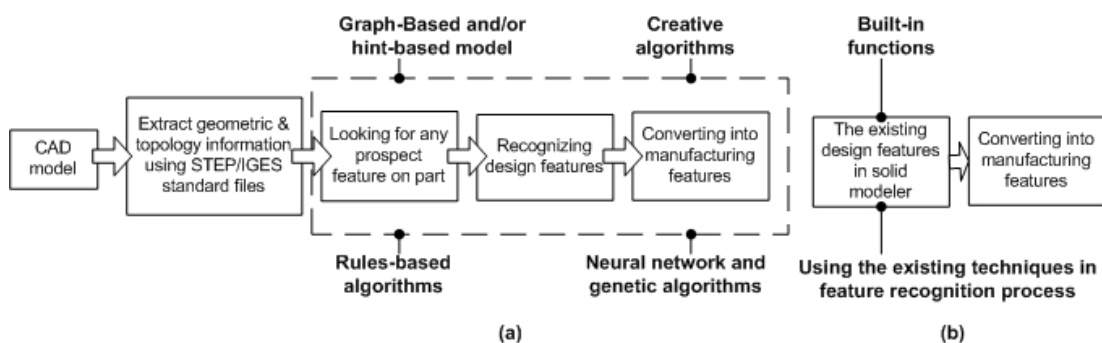 Graph-Based and/or
hint-based model
Creative
algorithms
Built-in
functions
CAD
model
Extract geometric &
topology information
using STEP/IGES
standard files
Looking for any
prospect
feature on part
Recognizing
design features
Converting into
manufacturing
features
The existing
design features
in solid
modeler
Converting into
manufacturing
features
Rules-based
algorithms
Neural network and
genetic algorithms
Using the existing techniques in
feature recognition process
(a)
(b)